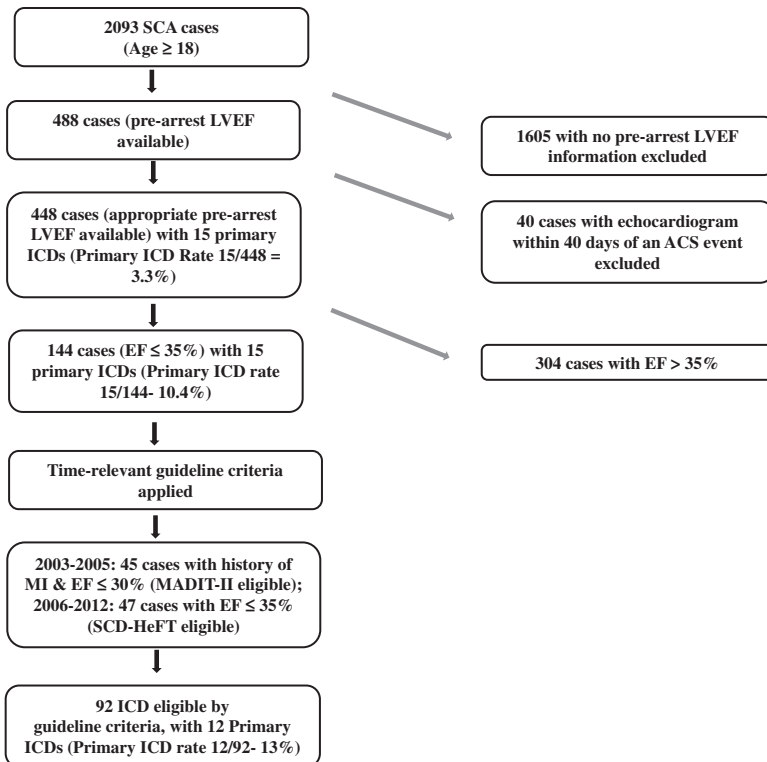 2093 SCA cases
(Age ≥ 18)
488 cases (pre-arrest LVEF
available)
1605 with no pre-arrest LVEF
information excluded
448 cases (appropriate pre-arrest
LVEF available) with 15 primary
ICDs (Primary ICD Rate 15/448 =
3.3%)
40 cases with echocardiogram
within 40 days of an ACS event
excluded
144 cases (EF ≤ 35%) with 15
primary ICDs (Primary ICD rate
15/144- 10.4%)
304 cases with EF > 35%
Time-relevant guideline criteria
applied
2003-2005: 45 cases with history of
MI & EF ≤ 30% (MADIT-II eligible);
2006-2012: 47 cases with EF ≤ 35%
(SCD-HeFT eligible)
92 ICD eligible by
guideline criteria, with 12 Primary
ICDs (Primary ICD rate 12/92- 13%)